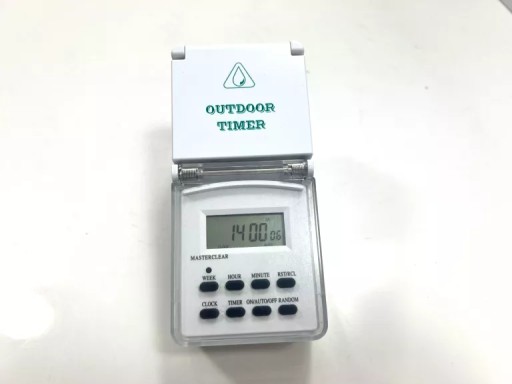 OUTDOOR
TIMER
14 00 06
MASTERCLEAR
WEEK HOUR MINUTE RST/RCL
CLOCK TIMER ON/AUTO/OFF RANDOM